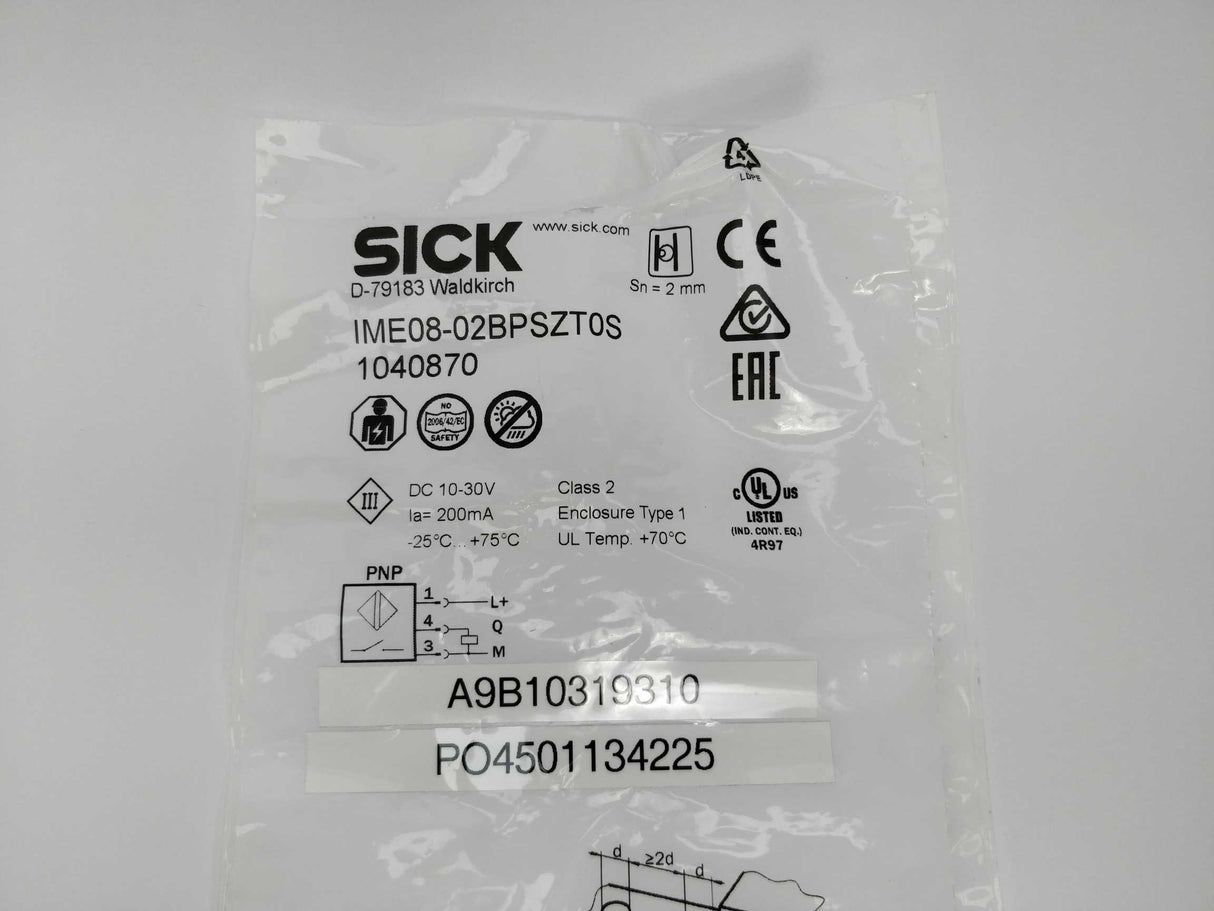 4
LDPE
SICK
www.sick.com
D-79183 Waldkirch
Sn = 2 mm
CE
IME08-02BPSZT0S
1040870
EAC
NO
2006/42/EC
SAFETY
III
DC 10-30V
Ia= 200mA
-25°C... +75°C
Class 2
Enclosure Type 1
UL Temp. +70°C
C UL US
LISTED
(IND. CONT. EQ.)
4R97
PNP
1 L+
4 Q
3 M
A9B10319310
PO4501134225
d ≥2d d